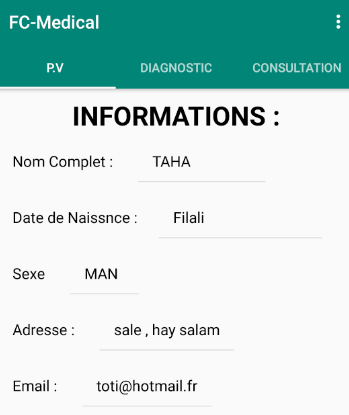 FC-Medical
P.V DIAGNOSTIC CONSULTATION
INFORMATIONS :
Nom Complet : TAHA
Date de Naissnce : Filali
Sexe MAN
Adresse : sale , hay salam
Email : toti@hotmail.fr